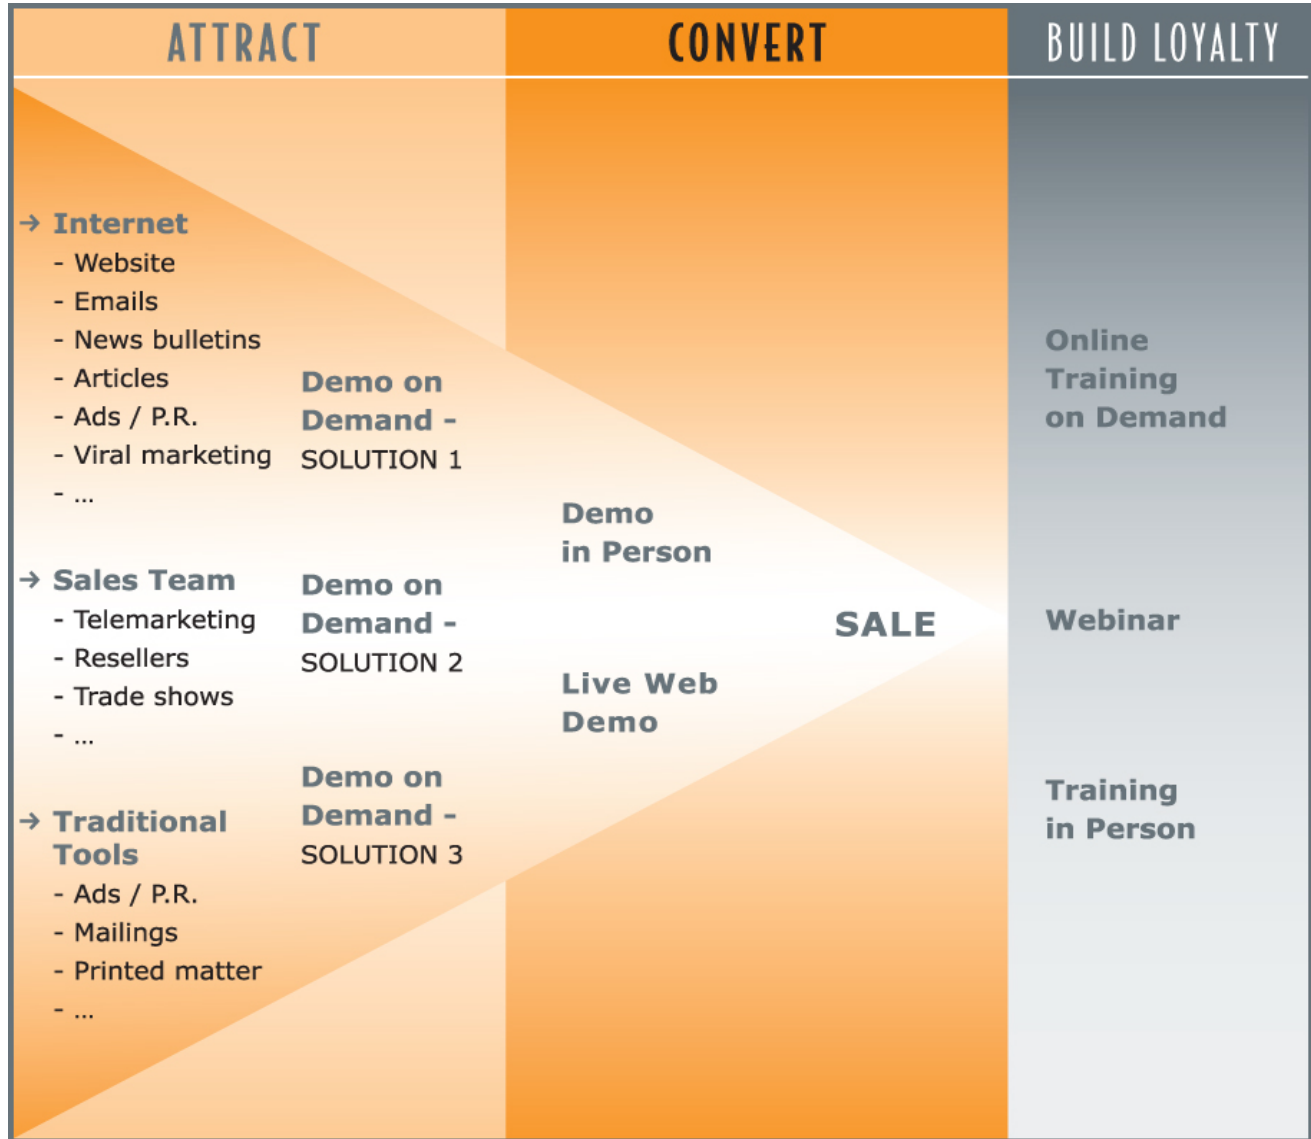 ATTRACT
CONVERT
BUILD LOYALTY
→ Internet
- Website
- Emails
- News bulletins
- Articles
- Ads / P.R.
- Viral marketing
- ...
→ Sales Team
- Telemarketing
- Resellers
- Trade shows
- ...
→ Traditional
Tools
- Ads / P.R.
- Mailings
- Printed matter
- ...
Demo on
Demand -
SOLUTION 1
Demo on
Demand -
SOLUTION 2
Demo on
Demand -
SOLUTION 3
Demo
in Person
Live Web
Demo
SALE
Online
Training
on Demand
Webinar
Training
in Person